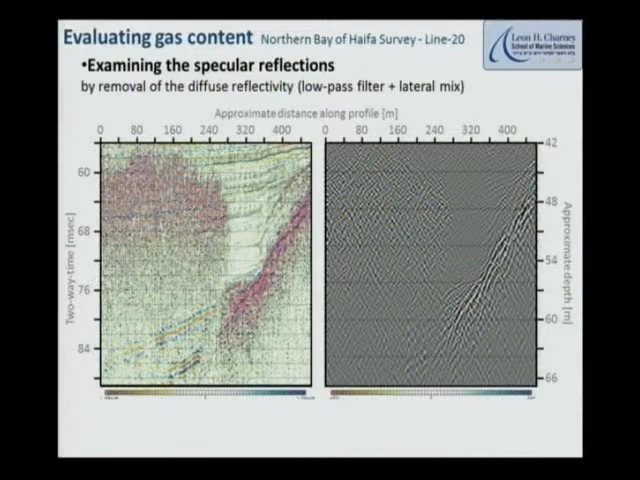 Evaluating gas content Northern Bay of Haifa Survey - Line-20
Leon H. Charney
School of Marine Sciences
•Examining the specular reflections
by removal of the diffuse reflectivity (low-pass filter + lateral mix)
Approximate distance along profile [m]
0 80 160 240 320 400 0 80 160 240 320 400
Two-way-time [msec]
60
68
76
84
42
48
54
60
66
Approximate depth [m]